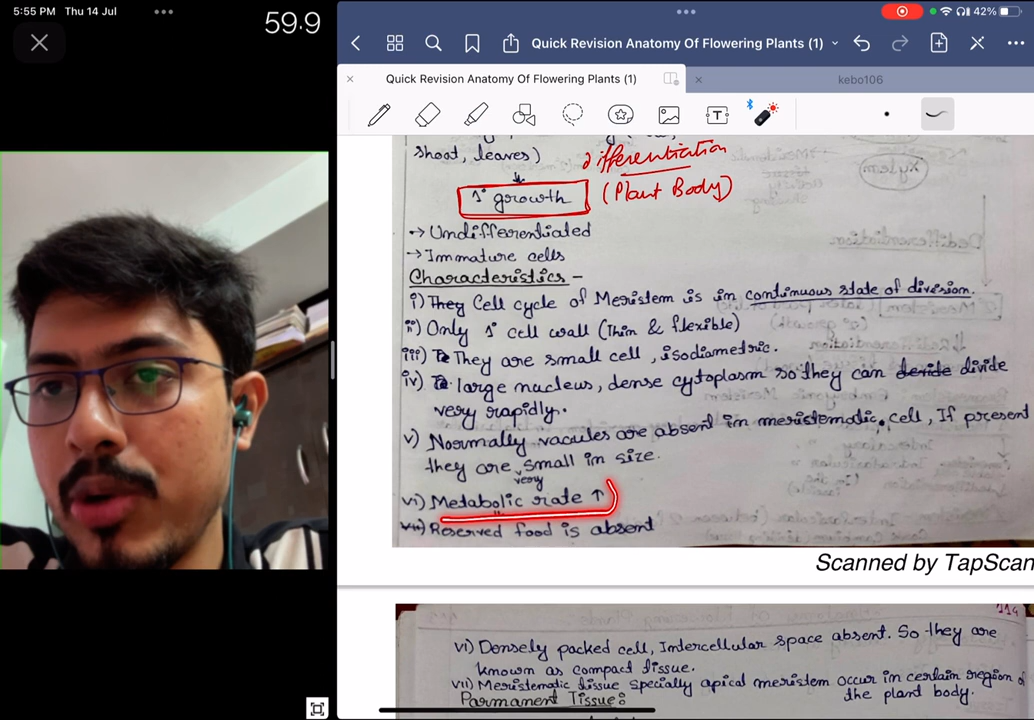 5:55 PM Thu 14 Jul
59.9
42%
Quick Revision Anatomy Of Flowering Plants (1)
Quick Revision Anatomy Of Flowering Plants (1)
kebo106
shoot, leaves)
Differentiation
1° growth
(Plant Body)
→ Undifferentiated
→ Immature cells
Characteristics -
i) They Cell cycle of Meristem is in continuous state of division.
ii) Only 1° cell wall (Thin & flexible)
iii) They are small cell, isodiametric.
iv) large nucleus, dense cytoplasm so they can devide divide
very rapidly.
v) Normally vacules are absent in meristematic cell, If present
they are very small in size.
vi) Metabolic rate ↑
vii) Reserved food is absent
Scanned by TapScan
114
vi) Densely packed cell, Intercellular space absent. So they are
known as compact tissue.
vii) Meristematic tissue specially apical meristem occur in certain region of
the plant body.
Parmanent Tissue: